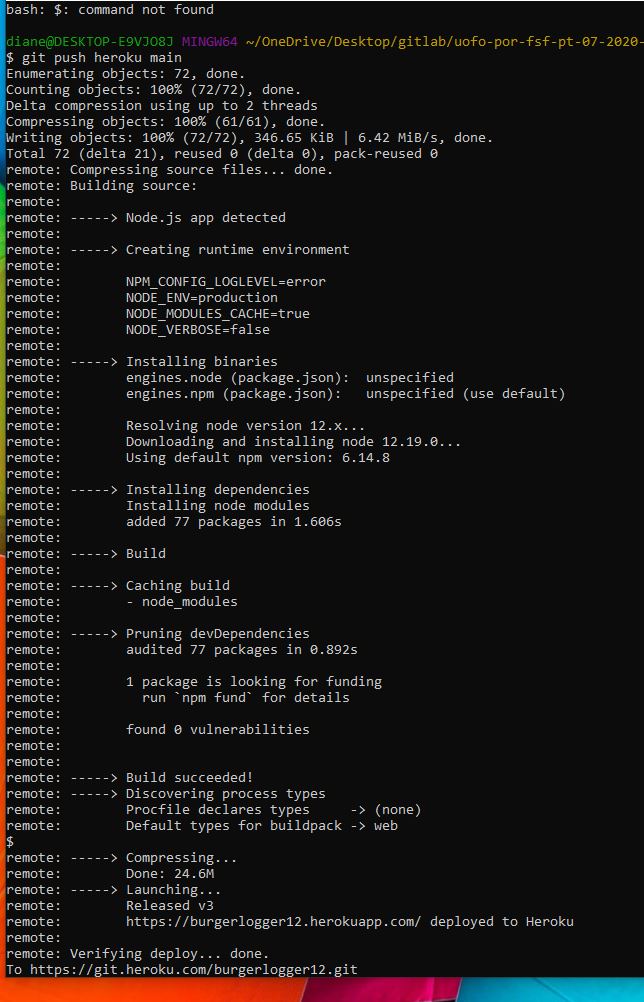 bash: $: command not found
diane@DESKTOP-E9VJO8J MINGW64 ~/OneDrive/Desktop/gitlab/uofo-por-fsf-pt-07-2020-
$ git push heroku main
Enumerating objects: 72, done.
Counting objects: 100% (72/72), done.
Delta compression using up to 2 threads
Compressing objects: 100% (61/61), done.
Writing objects: 100% (72/72), 346.65 KiB | 6.42 MiB/s, done.
Total 72 (delta 21), reused 0 (delta 0), pack-reused 0
remote: Compressing source files... done.
remote: Building source:
remote:
remote: -----> Node.js app detected
remote:
remote: -----> Creating runtime environment
remote:
remote:        NPM_CONFIG_LOGLEVEL=error
remote:        NODE_ENV=production
remote:        NODE_MODULES_CACHE=true
remote:        NODE_VERBOSE=false
remote:
remote: -----> Installing binaries
remote:        engines.node (package.json):  unspecified
remote:        engines.npm (package.json):   unspecified (use default)
remote:
remote:        Resolving node version 12.x...
remote:        Downloading and installing node 12.19.0...
remote:        Using default npm version: 6.14.8
remote:
remote: -----> Installing dependencies
remote:        Installing node modules
remote:        added 77 packages in 1.606s
remote:
remote: -----> Build
remote:
remote: -----> Caching build
remote:        - node_modules
remote:
remote: -----> Pruning devDependencies
remote:        audited 77 packages in 0.892s
remote:
remote:        1 package is looking for funding
remote:          run `npm fund` for details
remote:
remote:        found 0 vulnerabilities
remote:
remote:
remote: -----> Build succeeded!
remote: -----> Discovering process types
remote:        Procfile declares types     -> (none)
remote:        Default types for buildpack -> web
$
remote: -----> Compressing...
remote:        Done: 24.6M
remote: -----> Launching...
remote:        Released v3
remote:        https://burgerlogger12.herokuapp.com/ deployed to Heroku
remote:
remote: Verifying deploy... done.
To https://git.heroku.com/burgerlogger12.git